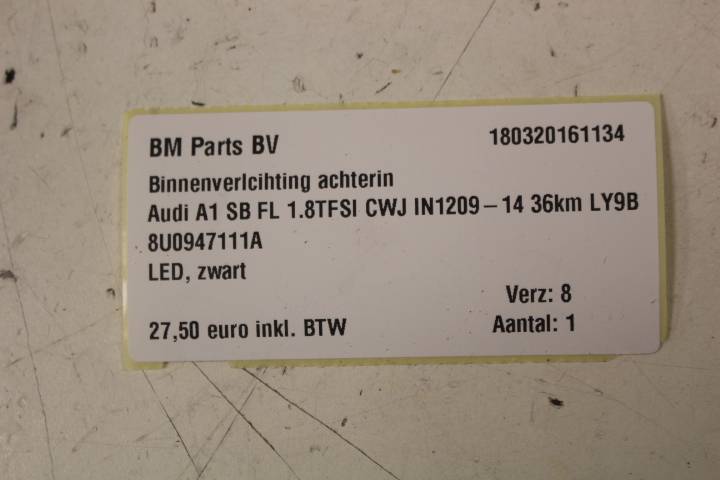 BM Parts BV 180320161134
Binnenverlcihting achterin
Audi A1 SB FL 1.8TFSI CWJ IN1209-14 36km LY9B
8U0947111A
LED, zwart
Verz: 8
27,50 euro inkl. BTW Aantal: 1